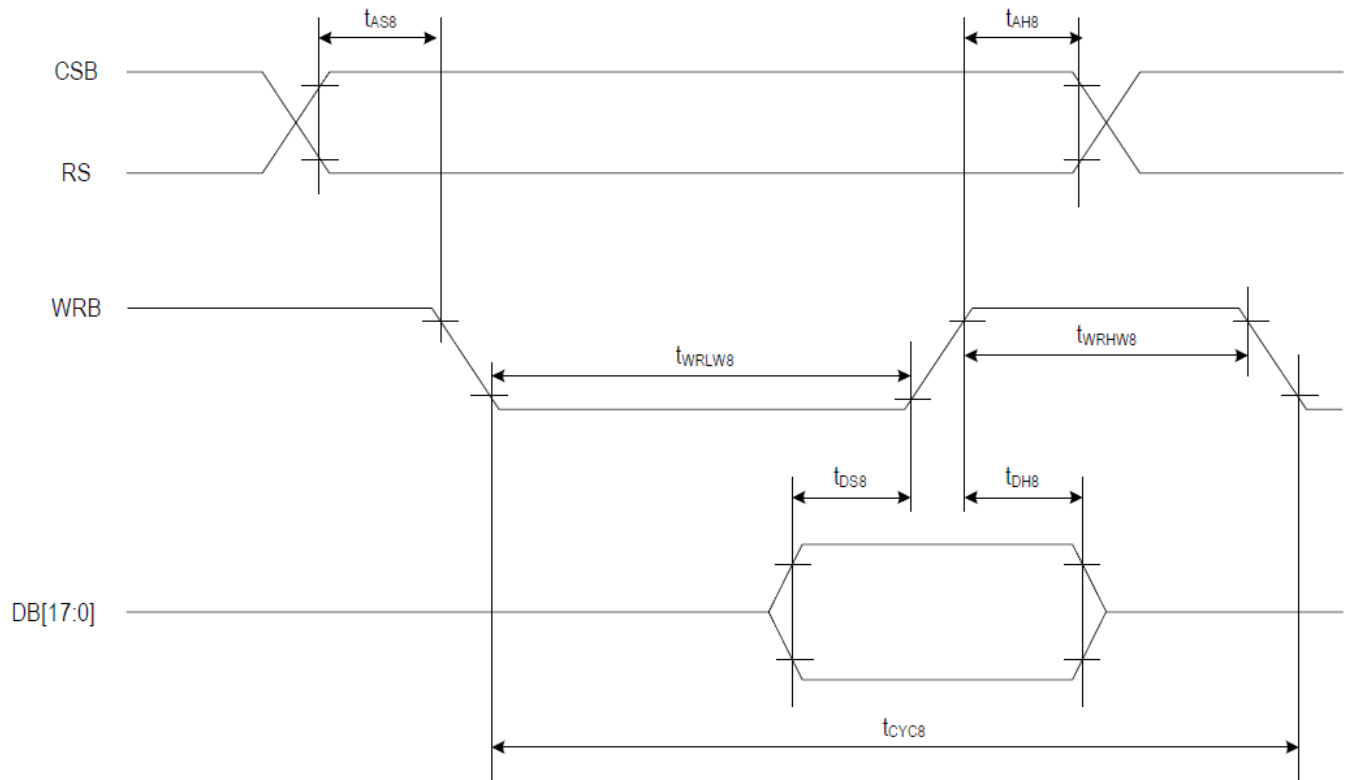 tAS8
tAH8
CSB
RS
WRB
tWRLW8
tWRHW8
tDS8
tDH8
DB[17:0]
tCYC8